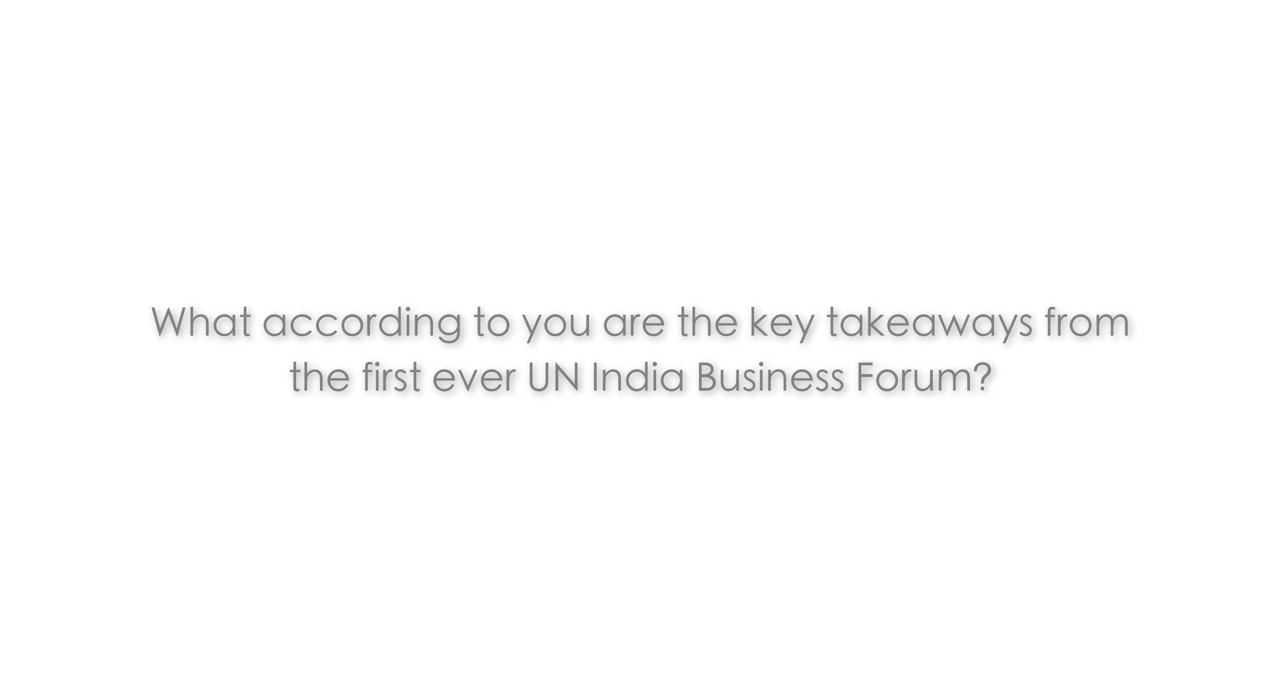 What according to you are the key takeaways from
the first ever UN India Business Forum?